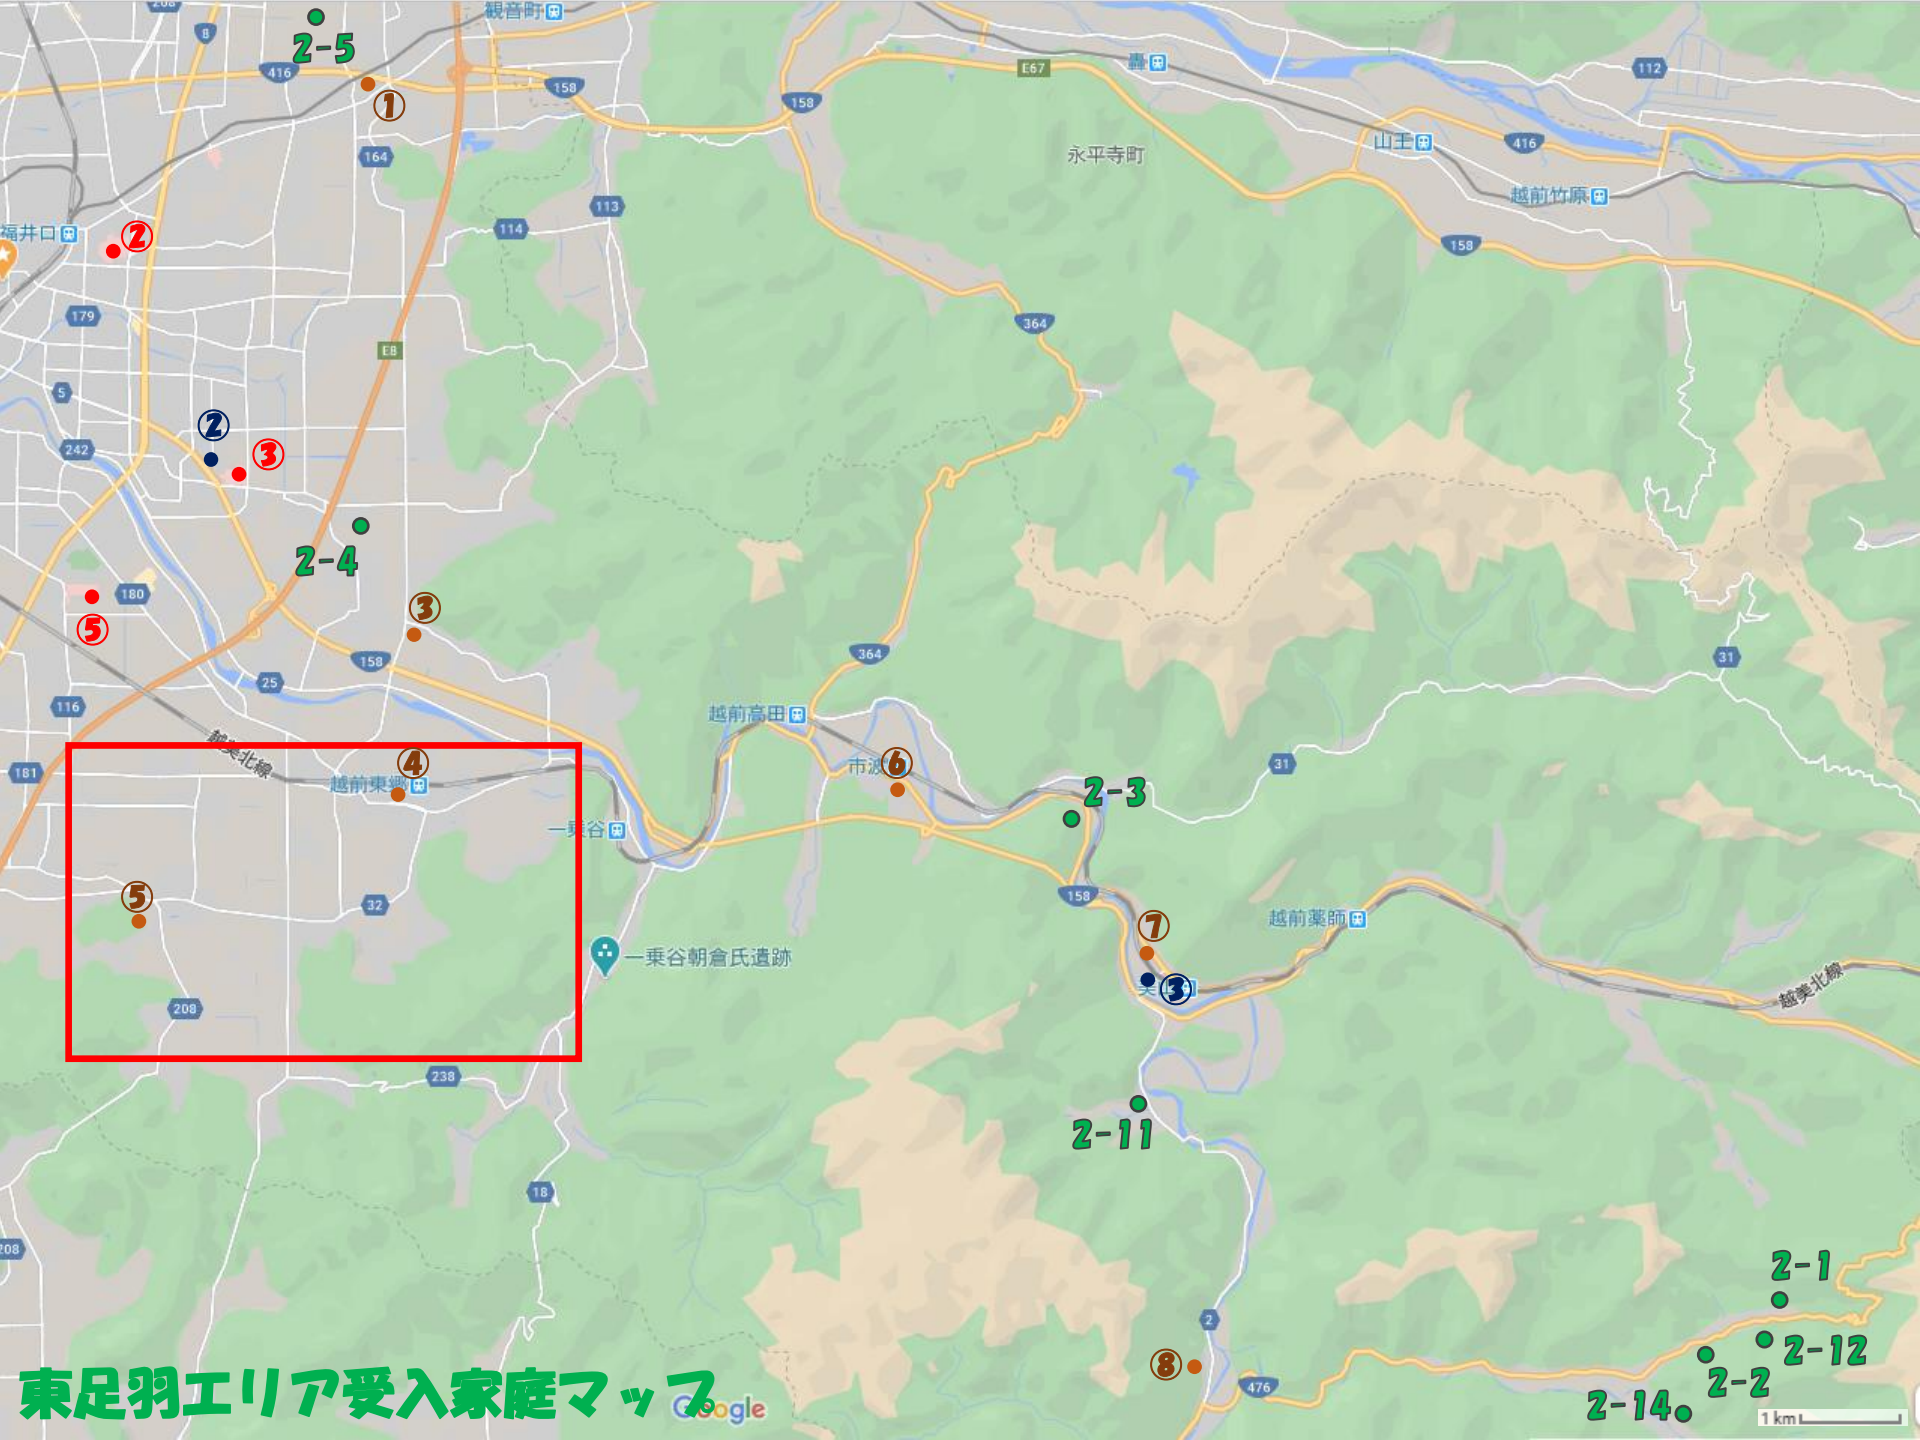 208
観音町
8
2-5
416
①
158
158
E67
轟
112
永平寺町
山王
416
越前竹原
158
164
113
114
福井口
②
179
364
E8
5
②
③
242
2-4
180
⑤
③
158
364
25
116
31
越前高田
越美北線
181
④
越前東郷
市波
⑥
31
2-3
一乗谷
⑤
32
158
⑦
越前薬師
一乗谷朝倉氏遺跡
③
越美北線
208
238
2-11
18
208
2-1
2
2-12
⑧
476
2-2
2-14
東足羽エリア受入家庭マップ
Google
1 km